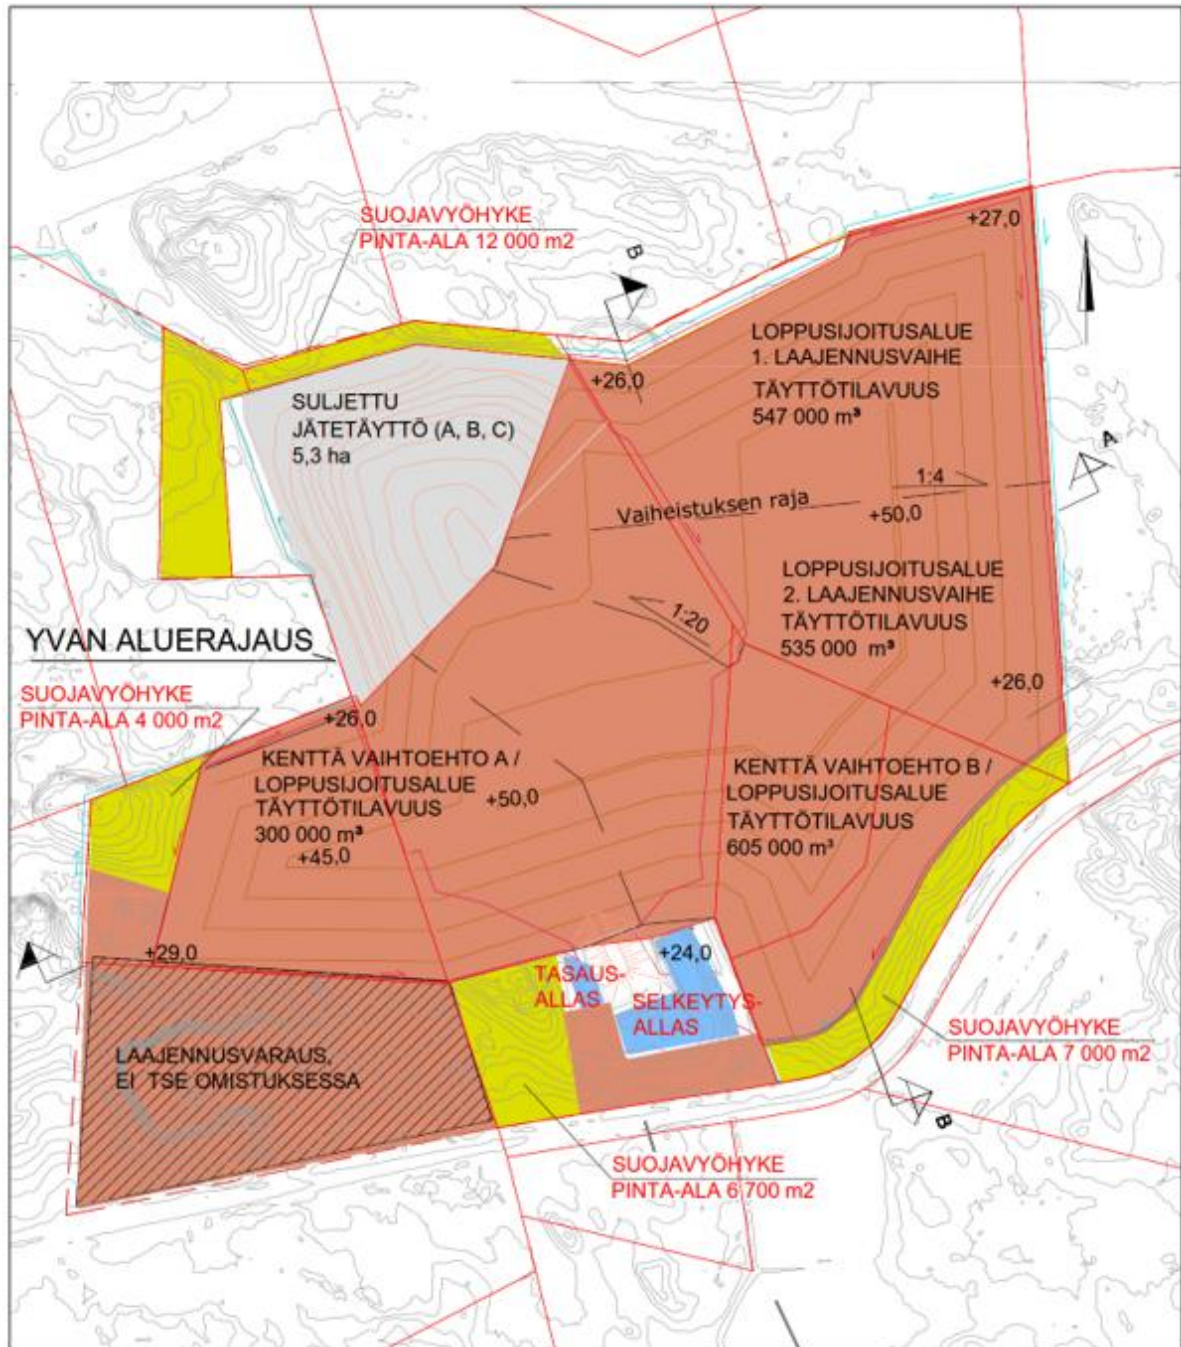 SUOJAVYÖHYKE
PINTA-ALA 12 000 m2
B
+27,0
LOPPUSIJOITUSALUE
1. LAAJENNUSVAIHE
TÄYTTÖTILAVUUS
547 000 m³
+26,0
SULJETTU
JÄTETÄYTTÖ (A, B, C)
5,3 ha
A
1:4
Vaiheistuksen raja
+50,0
LOPPUSIJOITUSALUE
2. LAAJENNUSVAIHE
TÄYTTÖTILAVUUS
535 000 m³
1:20
YVAN ALUERAJAUS
+26,0
SUOJAVYÖHYKE
PINTA-ALA 4 000 m2
+26,0
KENTTÄ VAIHTOEHTO A /
LOPPUSIJOITUSALUE
TÄYTTÖTILAVUUS
300 000 m³
+50,0
+45,0
KENTTÄ VAIHTOEHTO B /
LOPPUSIJOITUSALUE
TÄYTTÖTILAVUUS
605 000 m³
+29,0
+24,0
TASAUS-
ALLAS
SELKEYTYS-
ALLAS
LAAJENNUSVARAUS,
EI TSE OMISTUKSESSA
SUOJAVYÖHYKE
PINTA-ALA 7 000 m2
B
SUOJAVYÖHYKE
PINTA-ALA 6 700 m2